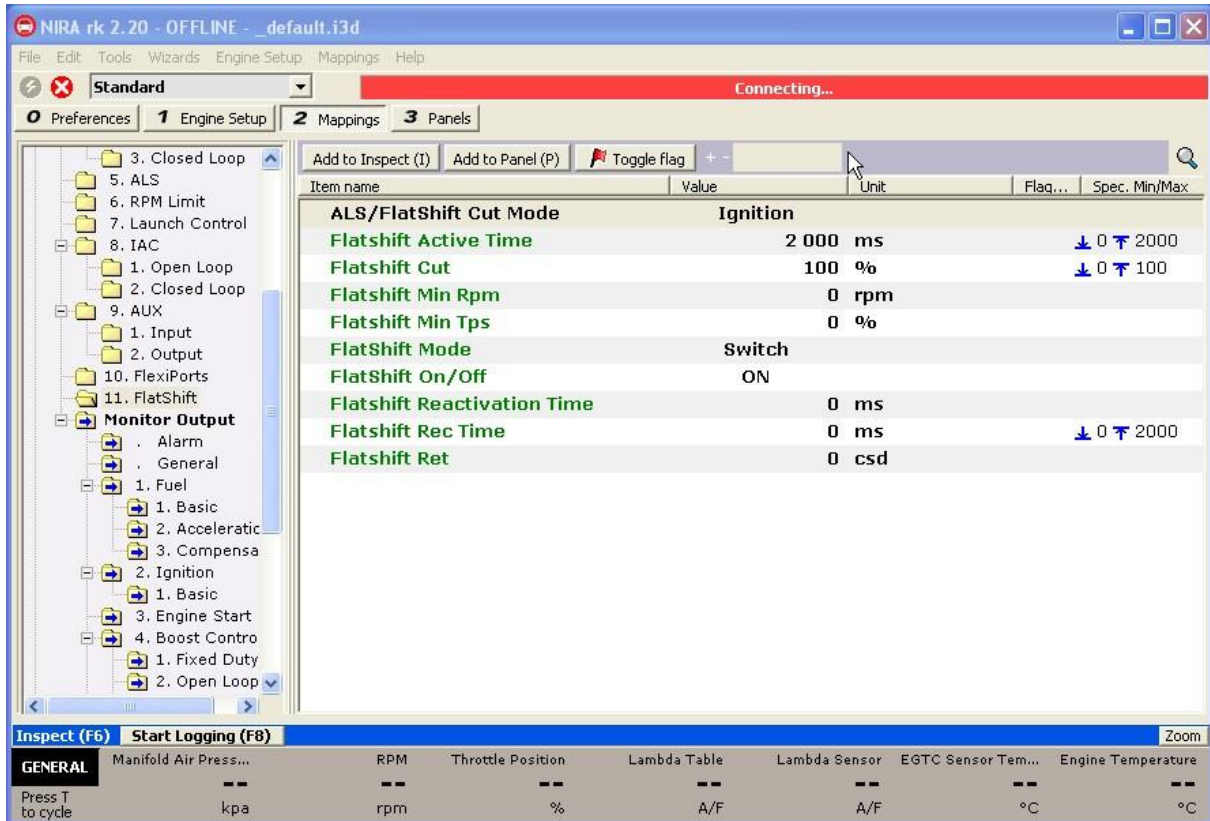 NIRA rk 2.20 - OFFLINE - _default.i3d
File Edit Tools Wizards Engine Setup Mappings Help
Standard
Connecting...
0 Preferences 1 Engine Setup 2 Mappings 3 Panels
Add to Inspect (I) Add to Panel (P) Toggle flag + -
Item name Value Unit Flag... Spec. Min/Max
3. Closed Loop
5. ALS
6. RPM Limit
7. Launch Control
8. IAC
1. Open Loop
2. Closed Loop
9. AUX
1. Input
2. Output
10. FlexiPorts
11. FlatShift
Monitor Output
. Alarm
. General
1. Fuel
1. Basic
2. Acceleratic
3. Compensa
2. Ignition
1. Basic
3. Engine Start
4. Boost Contro
1. Fixed Duty
2. Open Loop
ALS/FlatShift Cut Mode Ignition
Flatshift Active Time 2 000 ms 0 2000
Flatshift Cut 100 % 0 100
Flatshift Min Rpm 0 rpm
Flatshift Min Tps 0 %
FlatShift Mode Switch
FlatShift On/Off ON
Flatshift Reactivation Time 0 ms
Flatshift Rec Time 0 ms 0 2000
Flatshift Ret 0 csd
Inspect (F6) Start Logging (F8) Zoom
GENERAL Manifold Air Press... RPM Throttle Position Lambda Table Lambda Sensor EGTC Sensor Tem... Engine Temperature
-- -- -- -- -- -- --
Press T
to cycle kpa rpm % A/F A/F °C °C